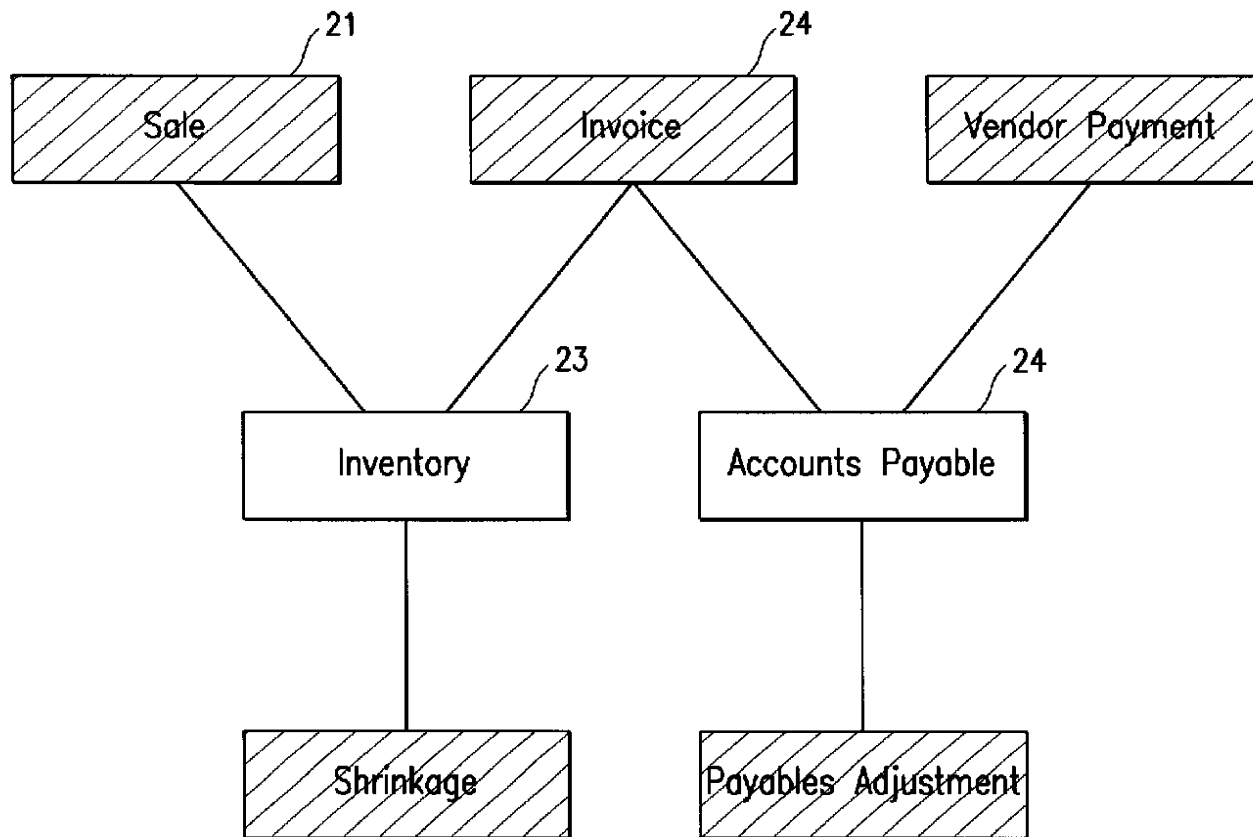 21
24
Sale
Invoice
Vendor Payment
23
24
Inventory
Accounts Payable
Shrinkage
Payables Adjustment